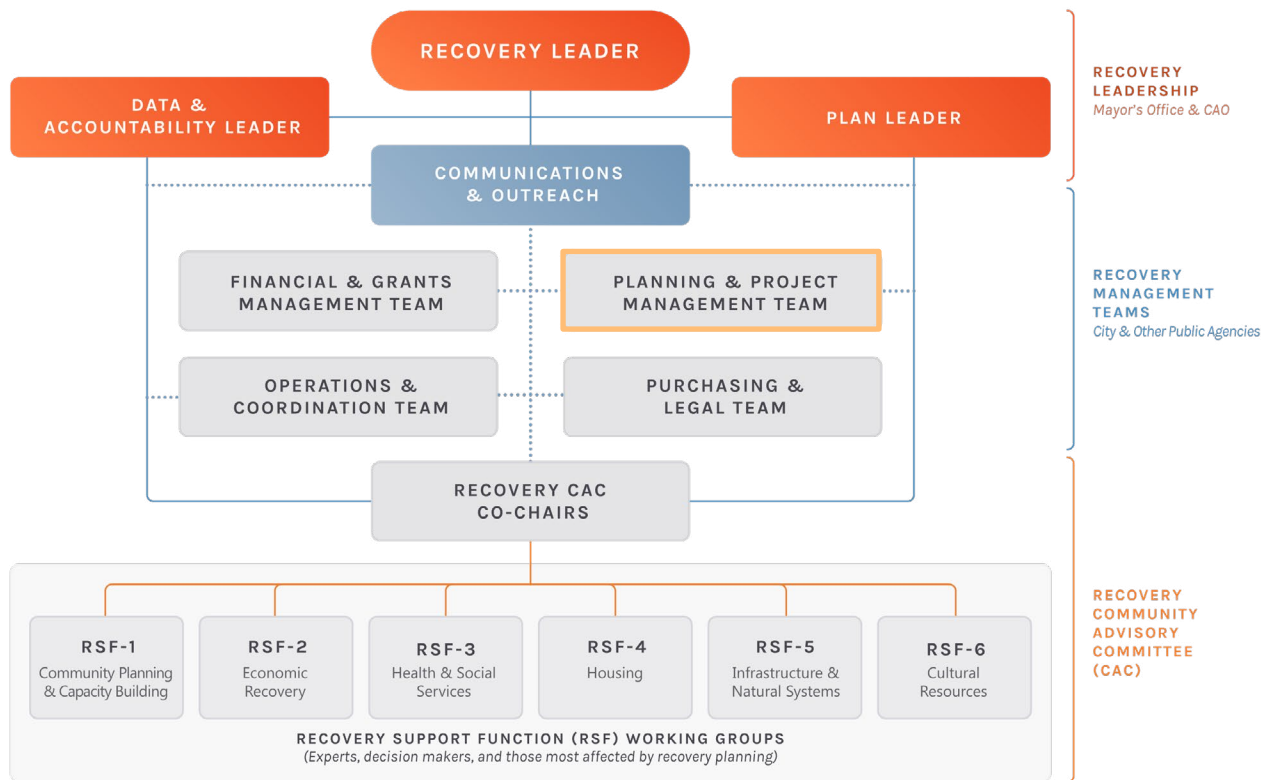 RECOVERY LEADER
DATA &
ACCOUNTABILITY LEADER
PLAN LEADER
RECOVERY
LEADERSHIP
Mayor's Office & CAO
COMMUNICATIONS
& OUTREACH
FINANCIAL & GRANTS
MANAGEMENT TEAM
PLANNING & PROJECT
MANAGEMENT TEAM
OPERATIONS &
COORDINATION TEAM
PURCHASING &
LEGAL TEAM
RECOVERY
MANAGEMENT
TEAMS
City & Other Public Agencies
RECOVERY CAC
CO-CHAIRS
RSF-1
Community Planning
& Capacity Building
RSF-2
Economic
Recovery
RSF-3
Health & Social
Services
RSF-4
Housing
RSF-5
Infrastructure &
Natural Systems
RSF-6
Cultural
Resources
RECOVERY SUPPORT FUNCTION (RSF) WORKING GROUPS
(Experts, decision makers, and those most affected by recovery planning)
RECOVERY
COMMUNITY
ADVISORY
COMMITTEE
(CAC)